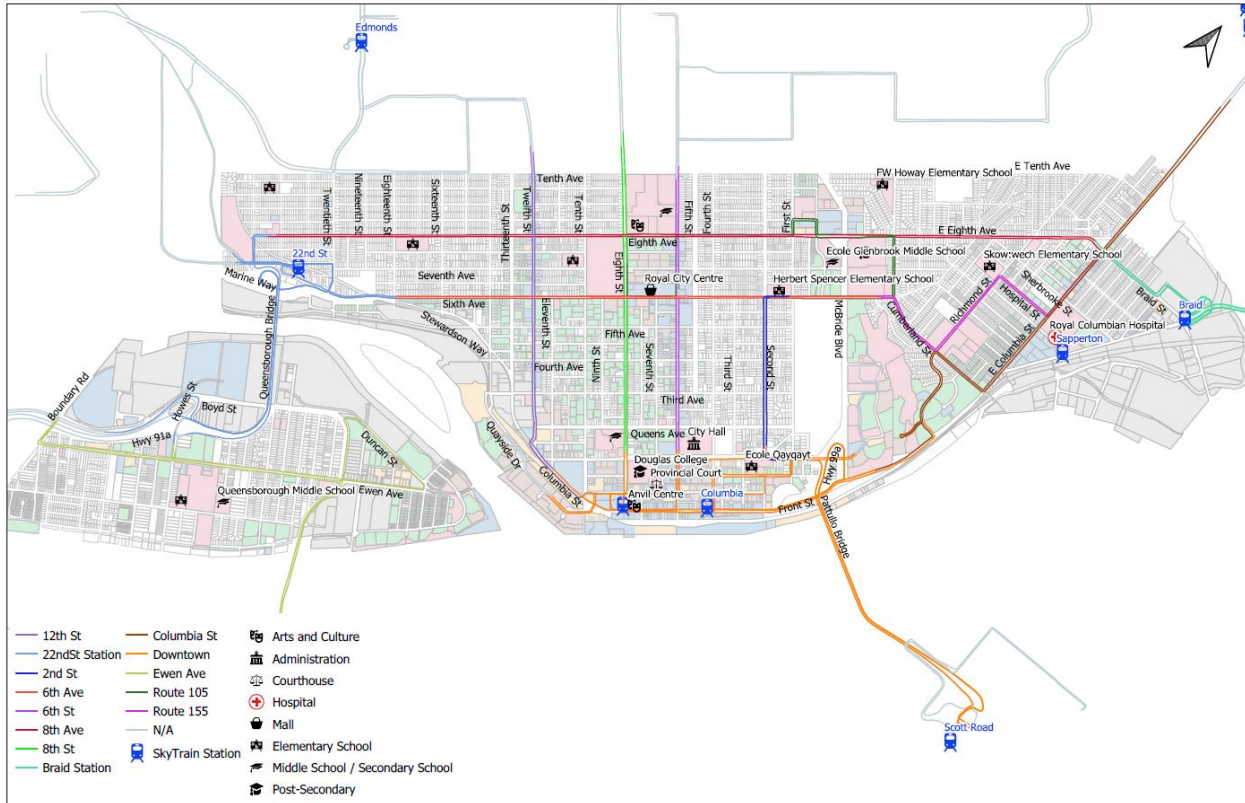 Edmonds
E Tenth Ave
FW Howay Elementary School
Tenth Ave
Twentieth St
Nineteenth St
Eighteenth St
Sixteenth St
Thirteenth St
Twelfth St
Tenth St
Fifth St
Fourth St
First St
Eighth Ave
E Eighth Ave
22nd St
Ecole Glenbrook Middle School
Skow:wech Elementary School
Marine Way
Seventh Ave
Eighth St
Royal City Centre
Herbert Spencer Elementary School
Richmond St
Sherbrooke St
Hospital St
Braid St
Braid
Queensborough Bridge
Sixth Ave
Stewardson Way
Eleventh St
Fifth Ave
McBride Blvd
Cumberland St
E Columbia St
Royal Columbian Hospital
Sapperton
Fourth Ave
Ninth St
Seventh St
Third St
Second St
Boundary Rd
Howes St
Boyd St
Third Ave
Hwy 91a
Duncan St
Quayside Dr
Queens Ave
City Hall
Douglas College
Ecole Qayqayt
Hwy 99a
Provincial Court
Queensborough Middle School
Ewen Ave
Columbia St
Anvil Centre
Columbia
Front St
Pattullo Bridge
Scott Road
12th St
22ndSt Station
2nd St
6th Ave
6th St
8th Ave
8th St
Braid Station
Columbia St
Downtown
Ewen Ave
Route 105
Route 155
N/A
SkyTrain Station
Arts and Culture
Administration
Courthouse
Hospital
Mall
Elementary School
Middle School / Secondary School
Post-Secondary